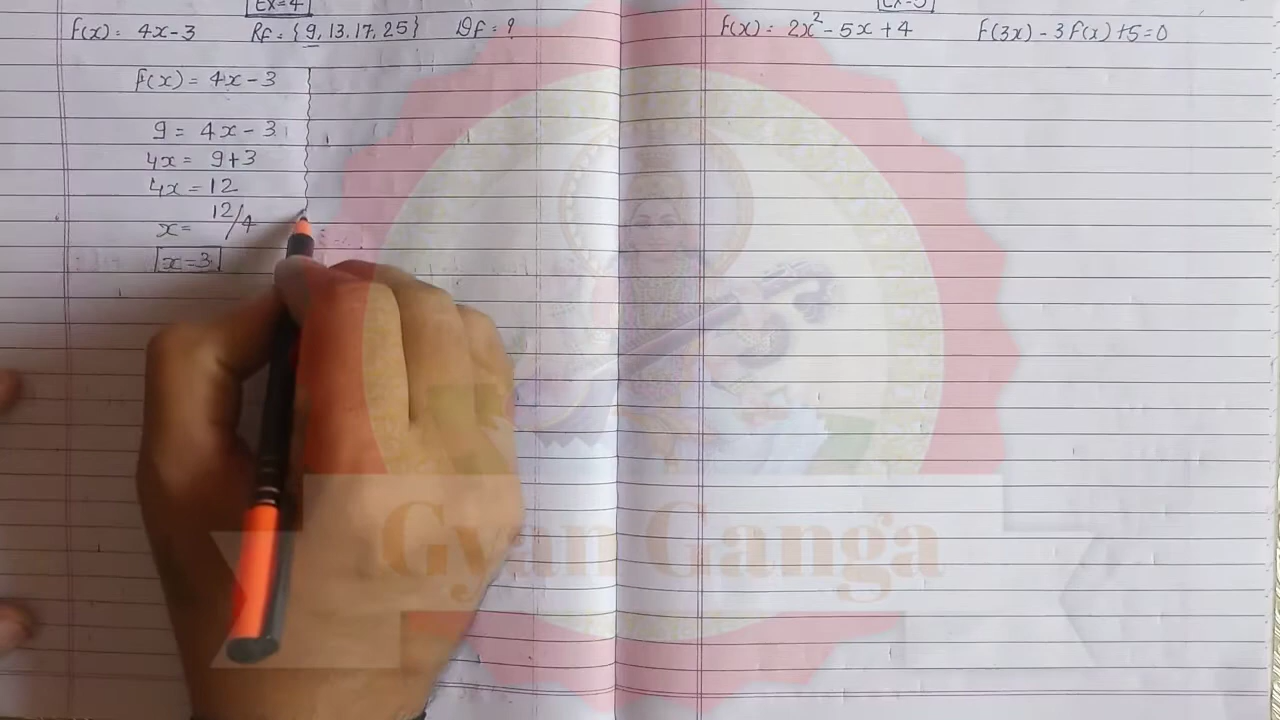 Ex=4
f(x) = 4x-3 Rf = {9, 13, 17, 25} Df = ?
f(x) = 4x-3
9 = 4x-3
4x = 9+3
4x = 12
x = 12/4
x=3
f(x) = 2x² - 5x + 4 f(3x) - 3f(x) + 5 = 0
Gyan Ganga